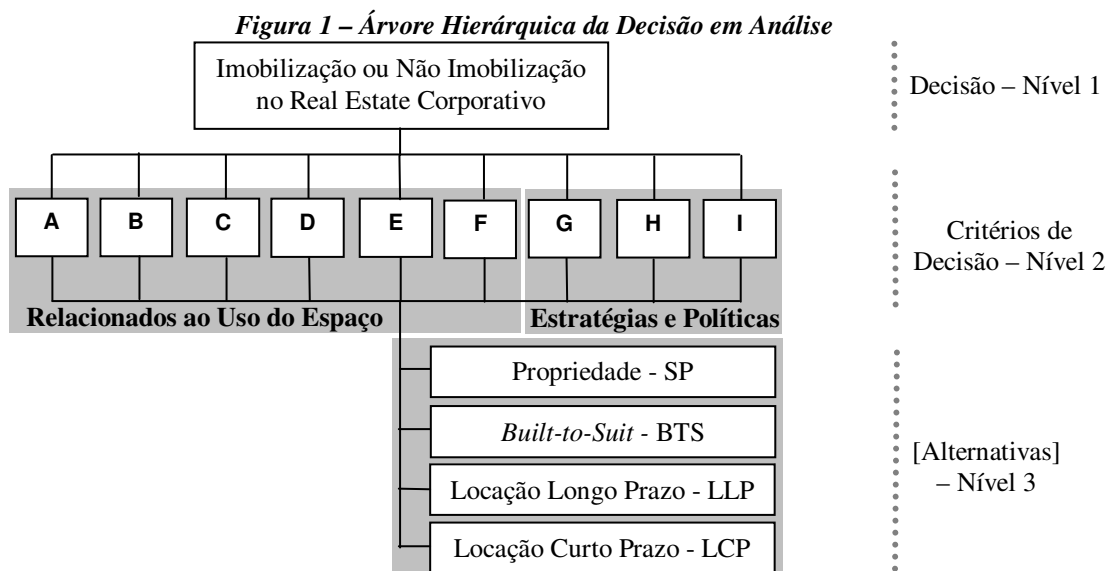 Figura 1 – Árvore Hierárquica da Decisão em Análise
Imobilização ou Não Imobilização
no Real Estate Corporativo
Decisão – Nível 1
A B C D E F G H I
Critérios de
Decisão – Nível 2
Relacionados ao Uso do Espaço
Estratégias e Políticas
Propriedade - SP
Built-to-Suit - BTS
Locação Longo Prazo - LLP
Locação Curto Prazo - LCP
[Alternativas]
– Nível 3